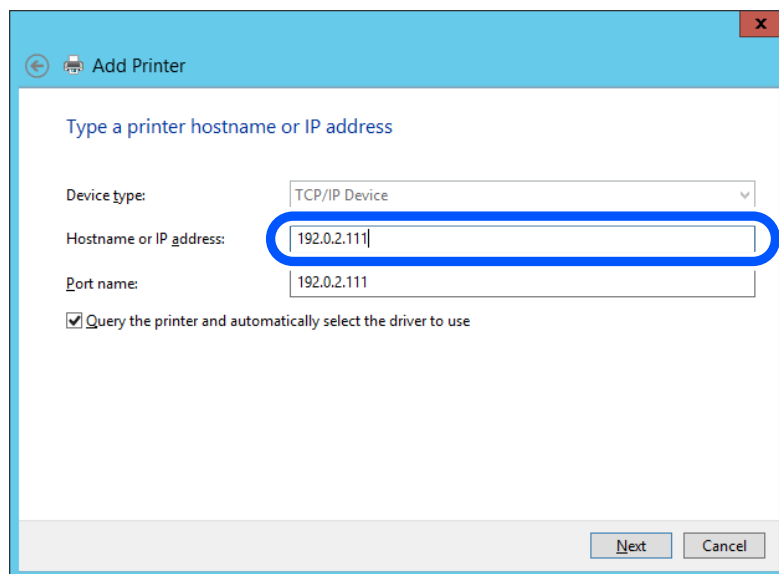 x
Add Printer
Type a printer hostname or IP address
Device type: TCP/IP Device
Hostname or IP address: 192.0.2.111
Port name: 192.0.2.111
Query the printer and automatically select the driver to use
Next Cancel